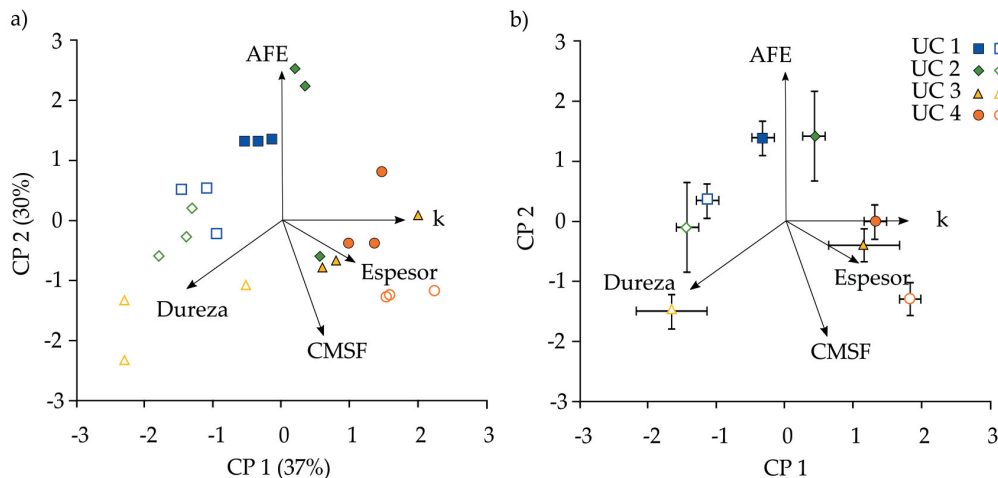 a)
3
2
1
0
-1
-2
-3
CP 2 (30%)
AFE
k
Espesor
Dureza
CMSF
-3 -2 -1 0 1 2 3
CP 1 (37%)
b)
3
2
1
0
-1
-2
-3
CP 2
AFE
UC 1
UC 2
UC 3
UC 4
k
Espesor
Dureza
CMSF
-3 -2 -1 0 1 2 3
CP 1